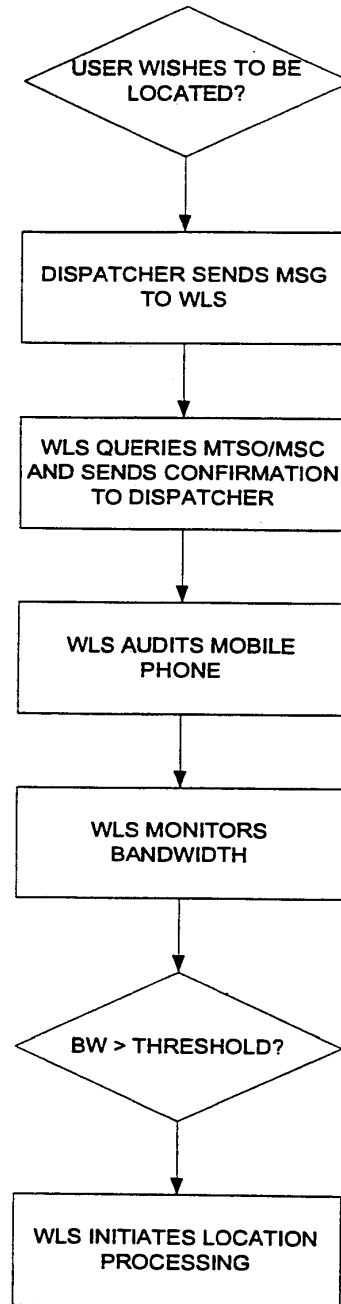 USER WISHES TO BE
LOCATED?
DISPATCHER SENDS MSG
TO WLS
WLS QUERIES MTSO/MSC
AND SENDS CONFIRMATION
TO DISPATCHER
WLS AUDITS MOBILE
PHONE
WLS MONITORS
BANDWIDTH
BW > THRESHOLD?
WLS INITIATES LOCATION
PROCESSING